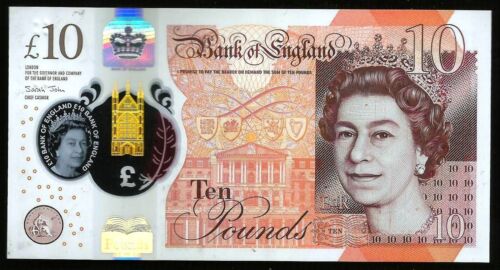 £10
LONDON
FOR THE GOVERNOR AND COMPANY
OF THE BANK OF ENGLAND
Sarah John
CHIEF CASHIER
£10 BANK OF ENGLAND £10 BANK OF ENGLAND
£
Pounds
Bank of England
I PROMISE TO PAY THE BEARER ON DEMAND THE SUM OF TEN POUNDS
10
Ten
Pounds
TEN
E II R
10 10 10
10 10 10 10
10